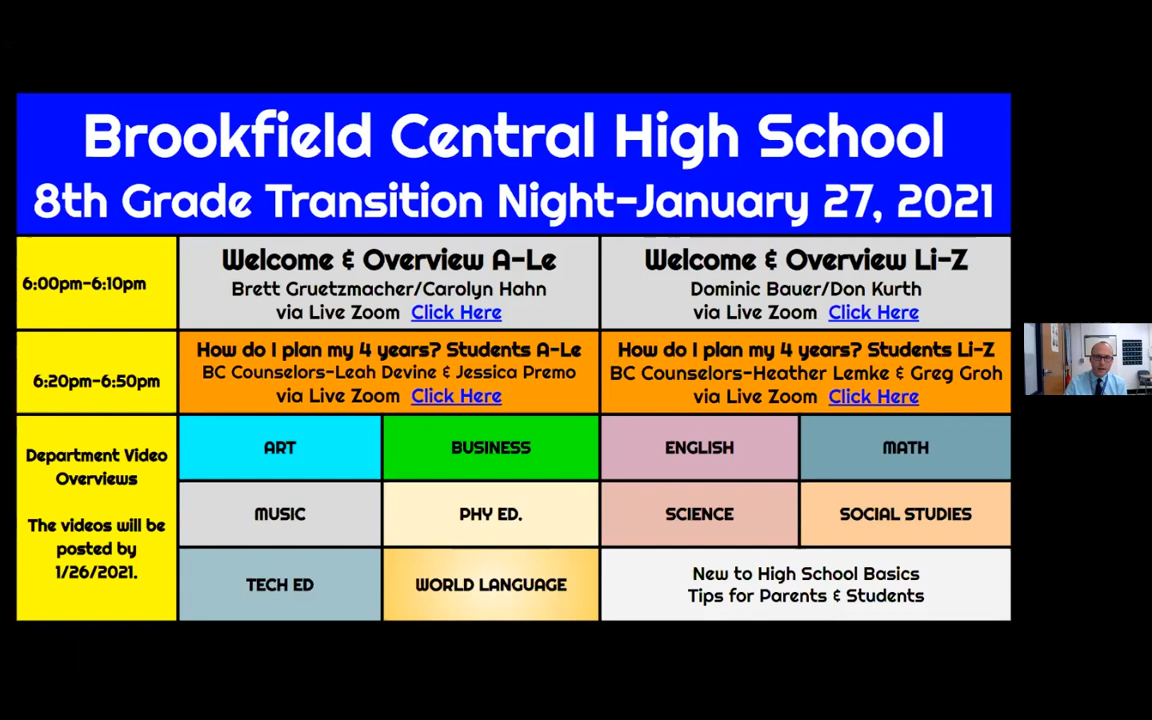 Brookfield Central High School
8th Grade Transition Night-January 27, 2021
6:00pm-6:10pm
Welcome & Overview A-Le
Brett Gruetzmacher/Carolyn Hahn
via Live Zoom Click Here
Welcome & Overview Li-Z
Dominic Bauer/Don Kurth
via Live Zoom Click Here
6:20pm-6:50pm
How do I plan my 4 years? Students A-Le
BC Counselors-Leah Devine & Jessica Premo
via Live Zoom Click Here
How do I plan my 4 years? Students Li-Z
BC Counselors-Heather Lemke & Greg Groh
via Live Zoom Click Here
Department Video
Overviews
The videos will be
posted by
1/26/2021.
ART
BUSINESS
ENGLISH
MATH
MUSIC
PHY ED.
SCIENCE
SOCIAL STUDIES
TECH ED
WORLD LANGUAGE
New to High School Basics
Tips for Parents & Students